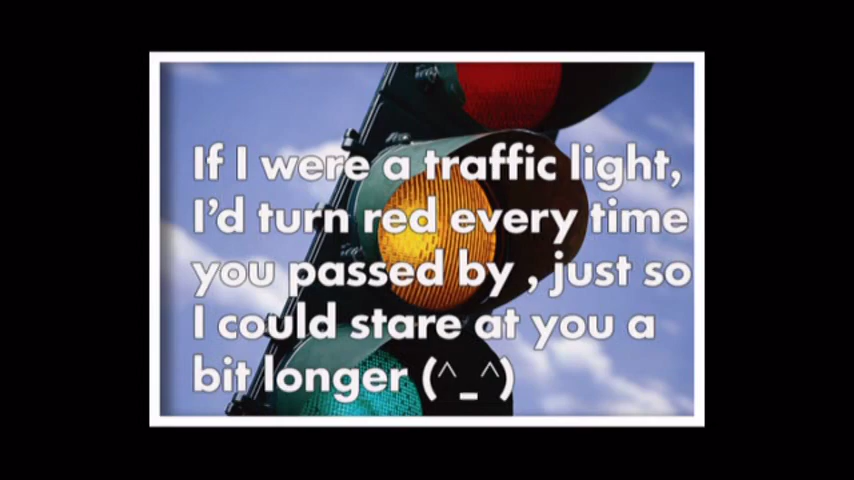 If I were a traffic light,
I'd turn red every time
you passed by , just so
I could stare at you a
bit longer (^_^)